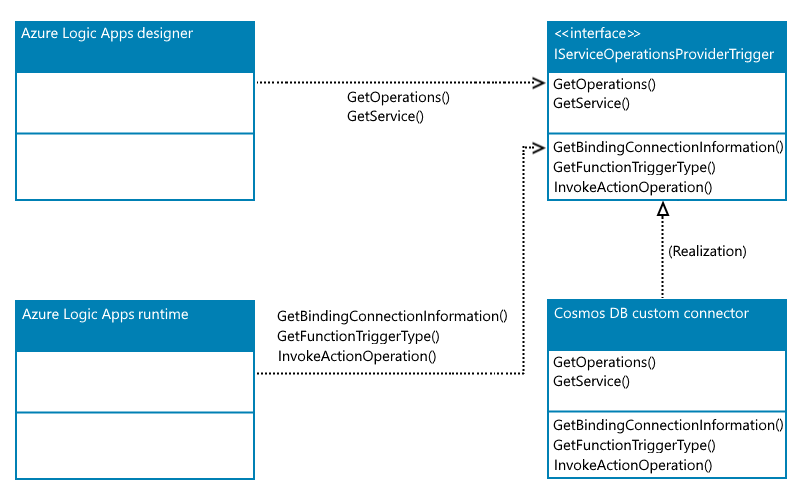 Azure Logic Apps designer
<<interface>>
IServiceOperationsProviderTrigger
GetOperations()
GetService()
GetOperations()
GetService()
GetBindingConnectionInformation()
GetFunctionTriggerType()
InvokeActionOperation()
(Realization)
Azure Logic Apps runtime
GetBindingConnectionInformation()
GetFunctionTriggerType()
InvokeActionOperation()
Cosmos DB custom connector
GetOperations()
GetService()
GetBindingConnectionInformation()
GetFunctionTriggerType()
InvokeActionOperation()